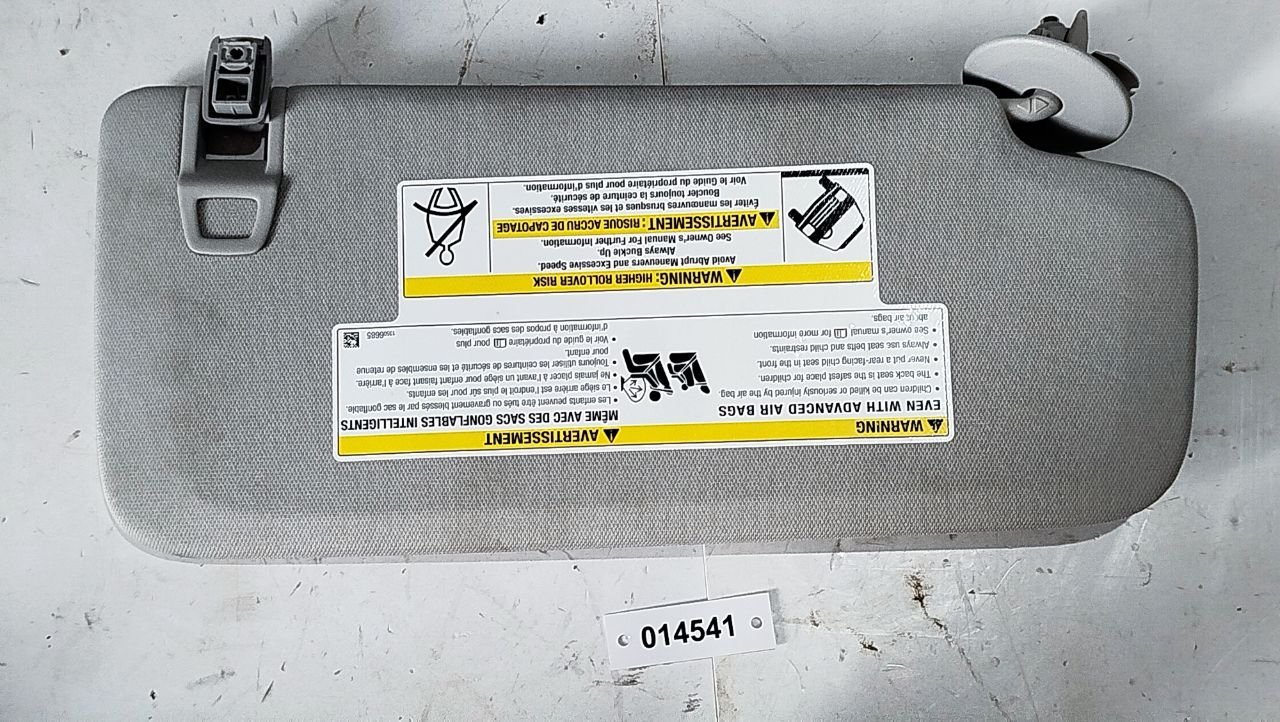 WARNING
EVEN WITH ADVANCED AIR BAGS
• Children can be killed or seriously injured by the air bag.
• The back seat is the safest place for children.
• Never put a rear-facing child seat in the front.
• Always use seat belts and child restraints.
• See owner's manual for more information
about air bags.
AVERTISSEMENT
MÊME AVEC DES SACS GONFLABLES INTELLIGENTS
• Les enfants peuvent être tués ou gravement blessés par le sac gonflable.
• Le siège arrière est l'endroit le plus sûr pour les enfants.
• Ne jamais placer à l'avant un siège pour enfant faisant face à l'arrière.
• Toujours utiliser les ceintures de sécurité et les ensembles de retenue
pour enfant.
• Voir le guide du propriétaire pour plus
d'information à propos des sacs gonflables.
13506685
WARNING: HIGHER ROLLOVER RISK
Avoid Abrupt Maneuvers and Excessive Speed.
Always Buckle Up.
See Owner's Manual For Further Information.
AVERTISSEMENT : RISQUE ACCRU DE CAPOTAGE
Éviter les manœuvres brusques et les vitesses excessives.
Boucler toujours la ceinture de sécurité.
Voir le Guide du propriétaire pour plus d'information.
014541